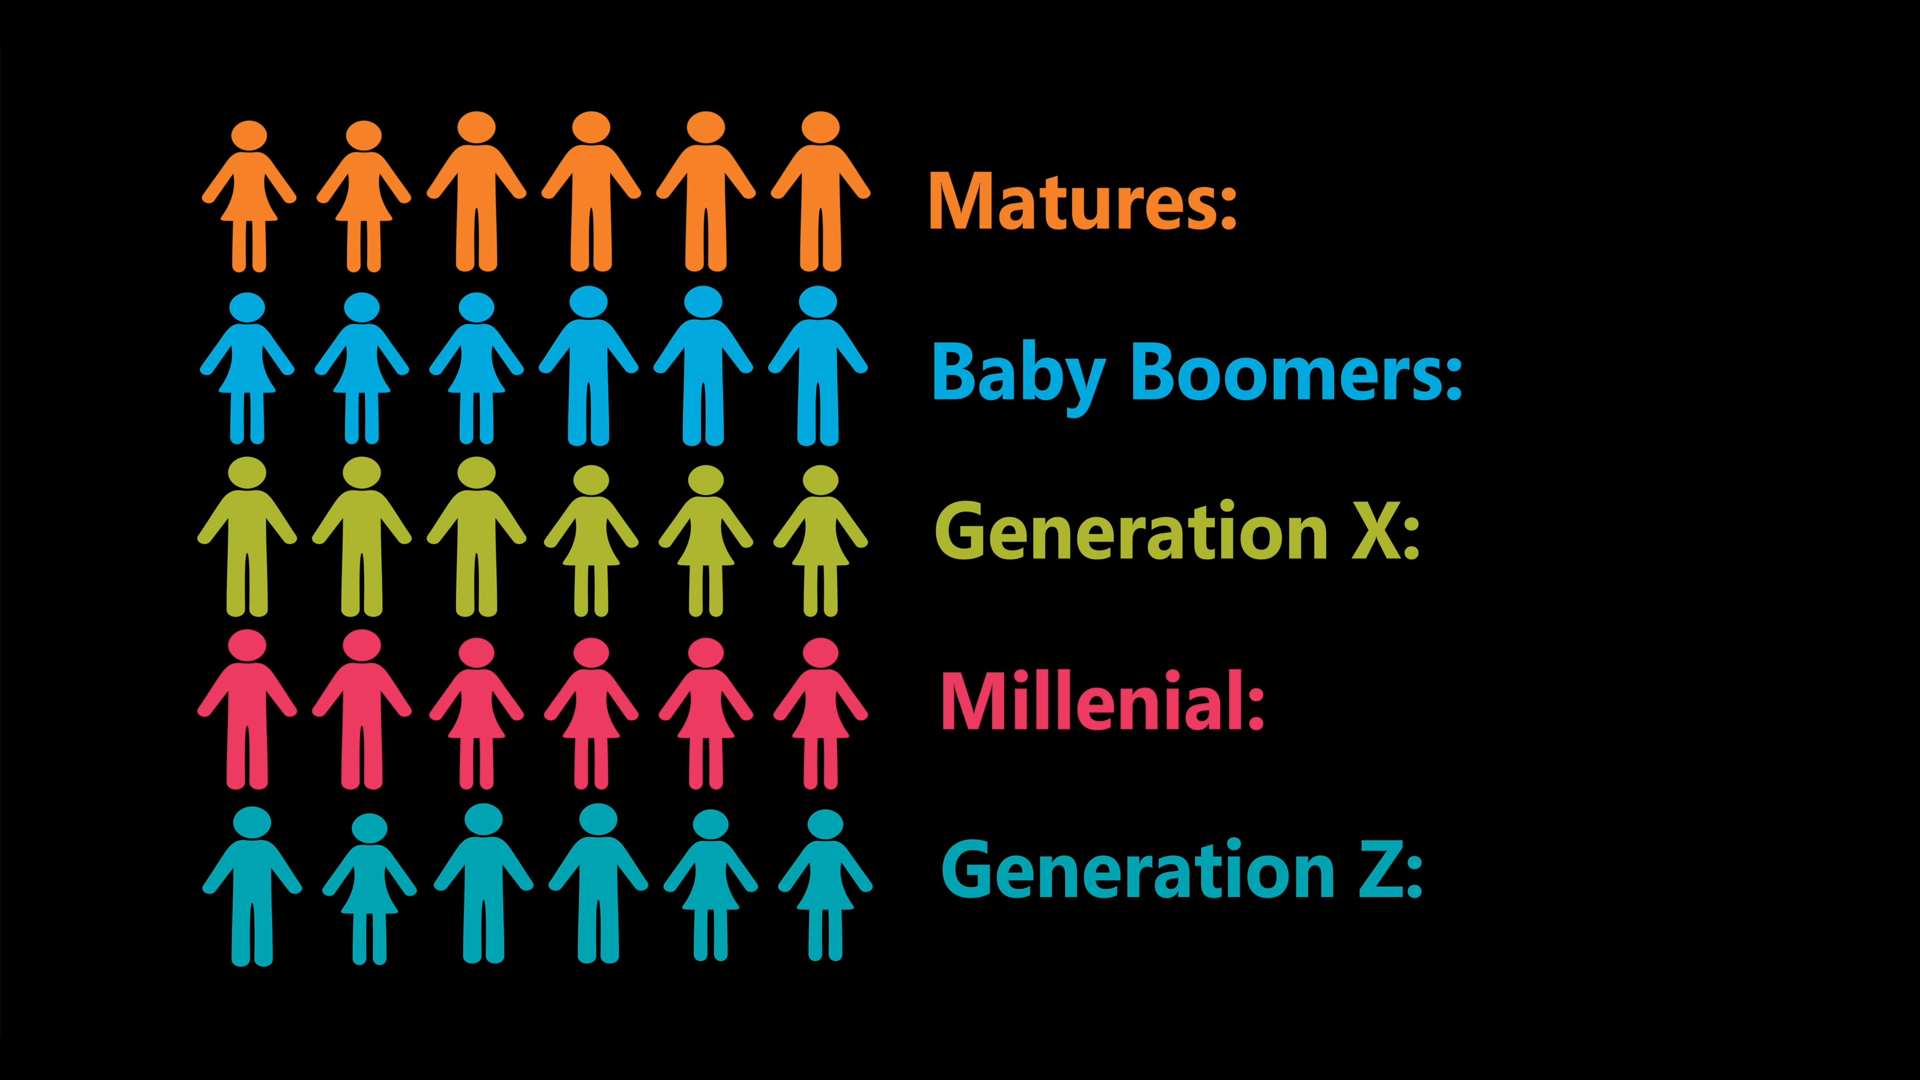 Matures:
Baby Boomers:
Generation X:
Millenial:
Generation Z: